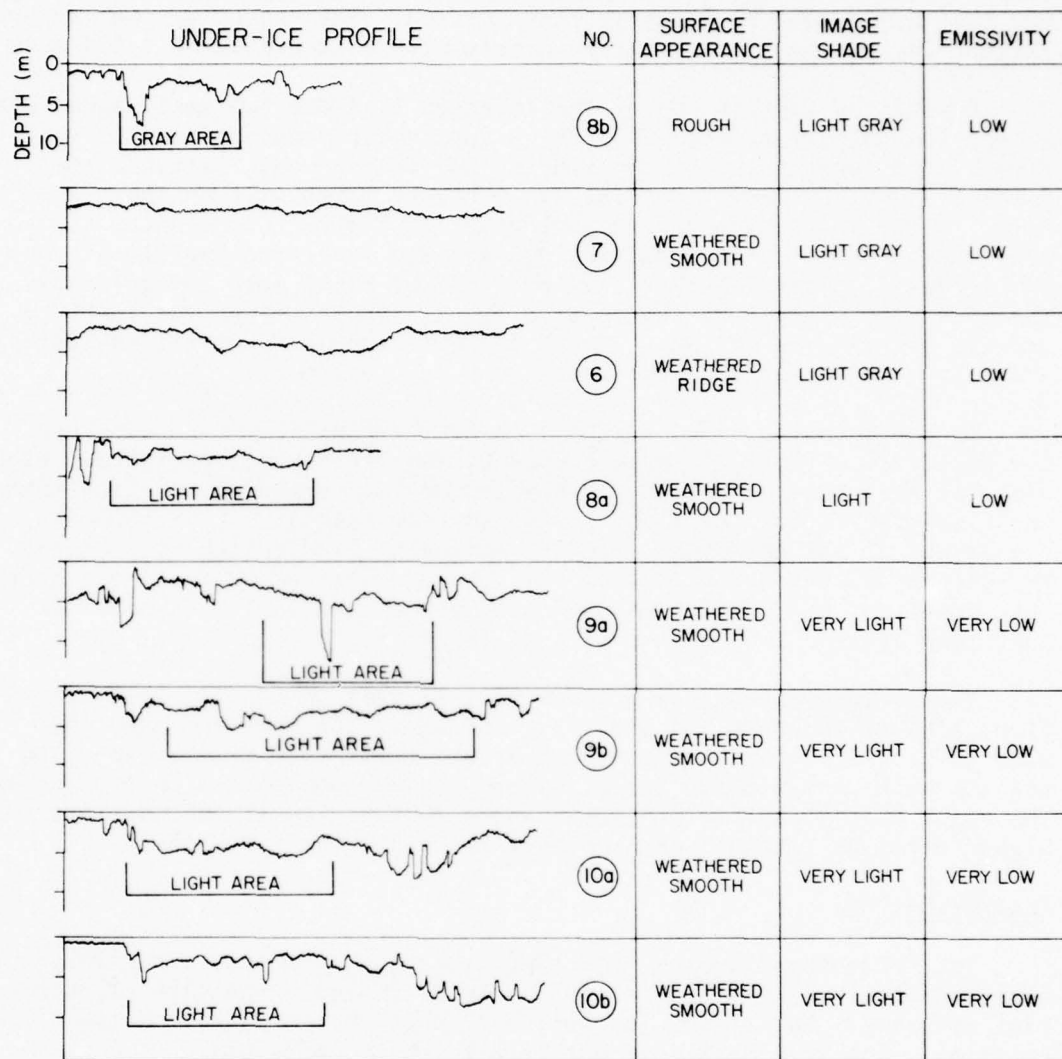 UNDER-ICE PROFILE NO. SURFACE APPEARANCE IMAGE SHADE EMISSIVITY
DEPTH (m)
0
5
10
GRAY AREA
8b ROUGH LIGHT GRAY LOW
7 WEATHERED SMOOTH LIGHT GRAY LOW
6 WEATHERED RIDGE LIGHT GRAY LOW
LIGHT AREA
8a WEATHERED SMOOTH LIGHT LOW
LIGHT AREA
9a WEATHERED SMOOTH VERY LIGHT VERY LOW
LIGHT AREA
9b WEATHERED SMOOTH VERY LIGHT VERY LOW
LIGHT AREA
10a WEATHERED SMOOTH VERY LIGHT VERY LOW
LIGHT AREA
10b WEATHERED SMOOTH VERY LIGHT VERY LOW